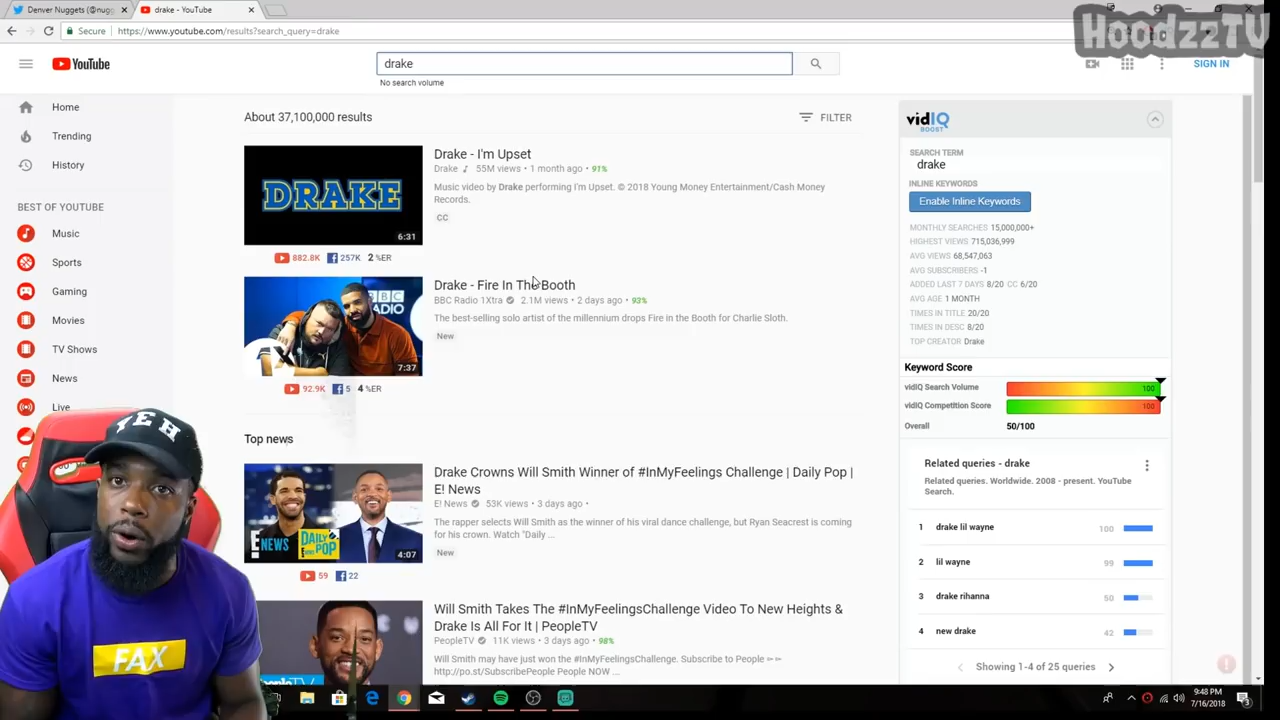 Denver Nuggets (@nugg
drake - YouTube
HoodzzTV
Secure
https://www.youtube.com/results?search_query=drake
YouTube
drake
SIGN IN
No search volume
Home
Trending
History
BEST OF YOUTUBE
Music
Sports
Gaming
Movies
TV Shows
News
Live
About 37,100,000 results
FILTER
DRAKE
6:31
Drake - I'm Upset
Drake ♪ 55M views • 1 month ago • 91%
Music video by Drake performing I'm Upset. © 2018 Young Money Entertainment/Cash Money
Records.
CC
882.8K 257K 2 %ER
BBC
RADIO
7:37
Drake - Fire In The Booth
BBC Radio 1Xtra 2.1M views • 2 days ago • 93%
The best-selling solo artist of the millennium drops Fire in the Booth for Charlie Sloth.
New
92.9K 5 4 %ER
Top news
E NEWS
DAILY
POP
4:07
Drake Crowns Will Smith Winner of #InMyFeelings Challenge | Daily Pop |
E! News
E! News 53K views • 3 days ago •
The rapper selects Will Smith as the winner of his viral dance challenge, but Ryan Seacrest is coming
for his crown. Watch "Daily ...
New
59 22
Will Smith Takes The #InMyFeelingsChallenge Video To New Heights &
Drake Is All For It | PeopleTV
PeopleTV 11K views • 3 days ago • 98%
Will Smith may have just won the #InMyFeelingsChallenge. Subscribe to People ►►
http://po.st/SubscribePeople People NOW ...
vidIQ
BOOST
SEARCH TERM
drake
INLINE KEYWORDS
Enable Inline Keywords
MONTHLY SEARCHES 15,000,000+
HIGHEST VIEWS 715,036,999
AVG VIEWS 68,547,063
AVG SUBSCRIBERS -1
ADDED LAST 7 DAYS 8/20 CC 6/20
AVG AGE 1 MONTH
TIMES IN TITLE 20/20
TIMES IN DESC 8/20
TOP CREATOR Drake
Keyword Score
vidIQ Search Volume 100
vidIQ Competition Score 100
Overall 50/100
Related queries - drake
Related queries. Worldwide. 2008 - present. YouTube
Search.
1 drake lil wayne 100
2 lil wayne 99
3 drake rihanna 50
4 new drake 42
Showing 1-4 of 25 queries
YEH
FAX
9:48 PM
7/16/2018
3